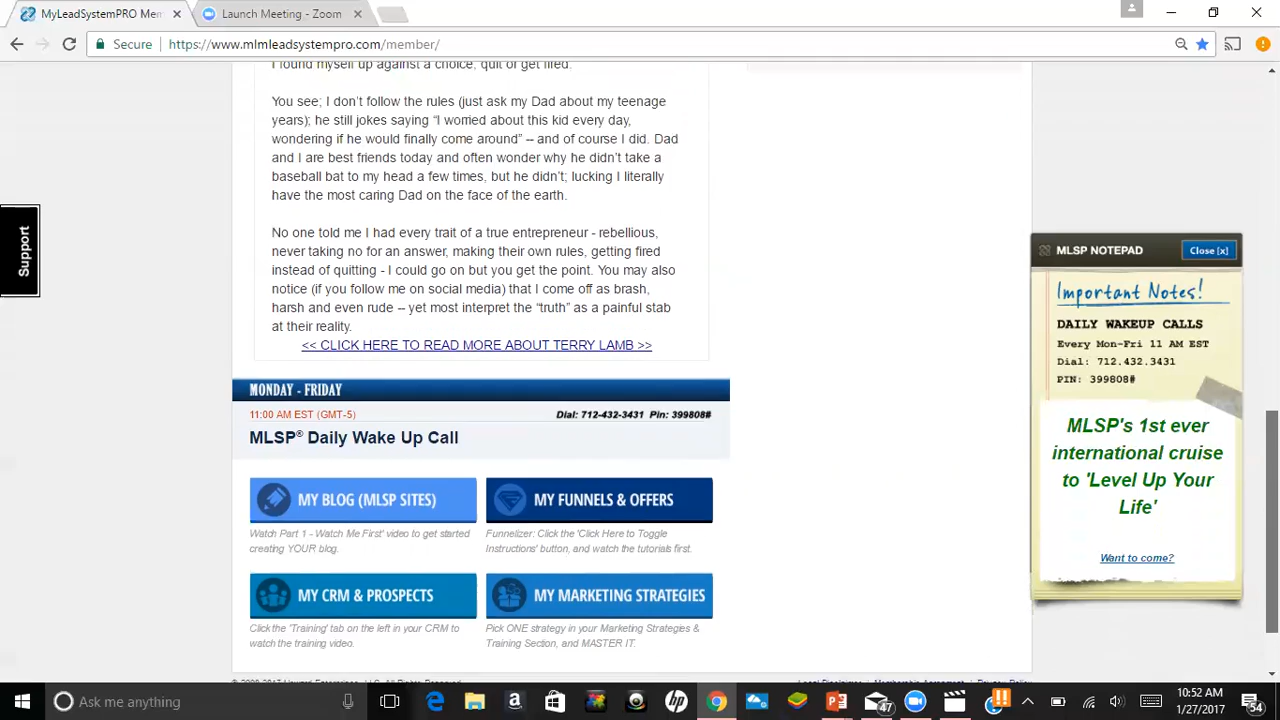 MyLeadSystemPRO Mem
Launch Meeting - Zoom
Secure
https://www.mlmleadsystempro.com/member/
I found myself up against a choice, quit or get fired.
You see; I don't follow the rules (just ask my Dad about my teenage
years); he still jokes saying “I worried about this kid every day,
wondering if he would finally come around” -- and of course I did. Dad
and I are best friends today and often wonder why he didn't take a
baseball bat to my head a few times, but he didn't; lucking I literally
have the most caring Dad on the face of the earth.
No one told me I had every trait of a true entrepreneur - rebellious,
never taking no for an answer, making their own rules, getting fired
instead of quitting - I could go on but you get the point. You may also
notice (if you follow me on social media) that I come off as brash,
harsh and even rude -- yet most interpret the “truth” as a painful stab
at their reality.
<< CLICK HERE TO READ MORE ABOUT TERRY LAMB >>
MONDAY - FRIDAY
11:00 AM EST (GMT-5)
Dial: 712-432-3431 Pin: 399808#
MLSP® Daily Wake Up Call
MY BLOG (MLSP SITES)
Watch Part 1 - Watch Me First' video to get started
creating YOUR blog.
MY FUNNELS & OFFERS
Funnelizer: Click the 'Click Here to Toggle
Instructions' button, and watch the tutorials first.
MY CRM & PROSPECTS
Click the 'Training' tab on the left in your CRM to
watch the training video.
MY MARKETING STRATEGIES
Pick ONE strategy in your Marketing Strategies &
Training Section, and MASTER IT.
Support
MLSP NOTEPAD
Close [x]
Important Notes!
DAILY WAKEUP CALLS
Every Mon-Fri 11 AM EST
Dial: 712.432.3431
PIN: 399808#
MLSP's 1st ever
international cruise
to 'Level Up Your
Life'
Want to come?
Ask me anything
hp
47
10:52 AM
1/27/2017
54